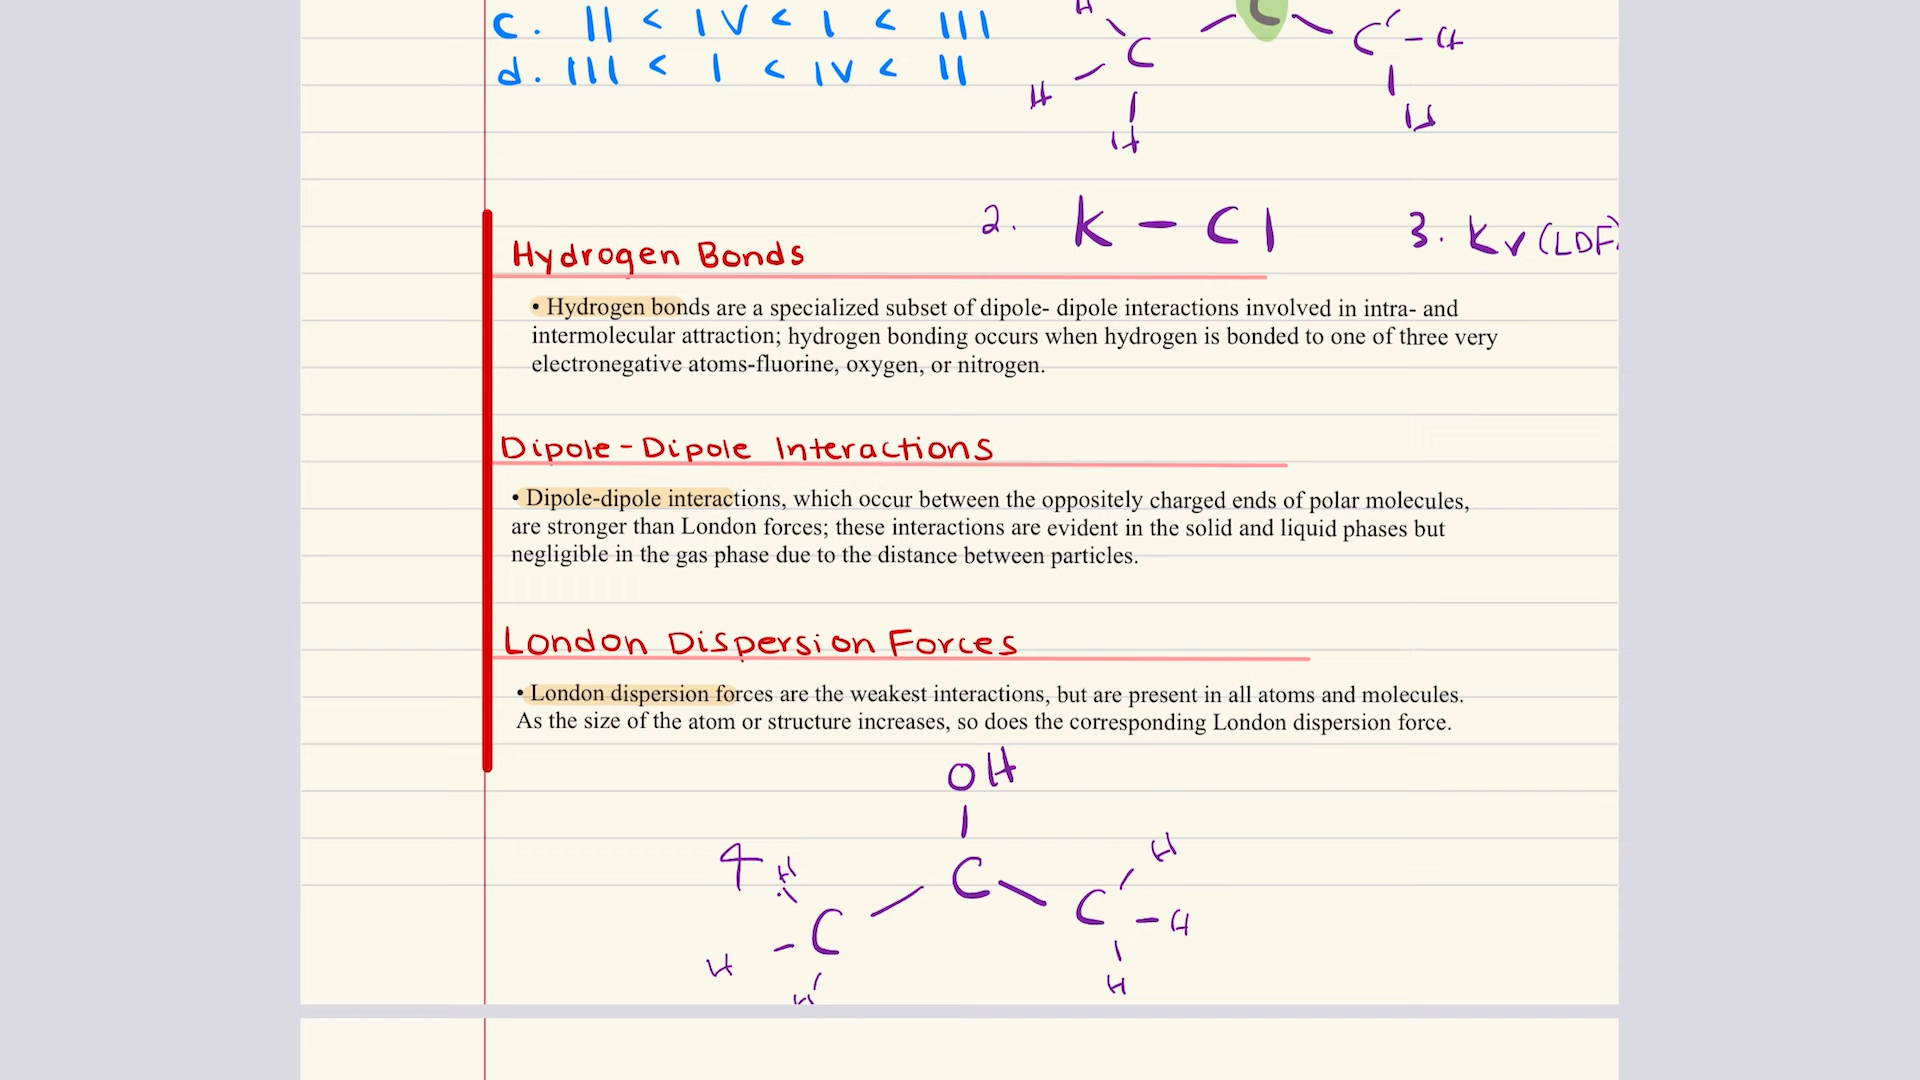 c. II < IV < I < III
d. III < I < IV < II
H C C - H
H H H
2. K - Cl 3. Kr (LDF)
Hydrogen Bonds
• Hydrogen bonds are a specialized subset of dipole- dipole interactions involved in intra- and
intermolecular attraction; hydrogen bonding occurs when hydrogen is bonded to one of three very
electronegative atoms-fluorine, oxygen, or nitrogen.
Dipole-Dipole Interactions
• Dipole-dipole interactions, which occur between the oppositely charged ends of polar molecules,
are stronger than London forces; these interactions are evident in the solid and liquid phases but
negligible in the gas phase due to the distance between particles.
London Dispersion Forces
• London dispersion forces are the weakest interactions, but are present in all atoms and molecules.
As the size of the atom or structure increases, so does the corresponding London dispersion force.
OH
4 H C H
H - C C - H
H H